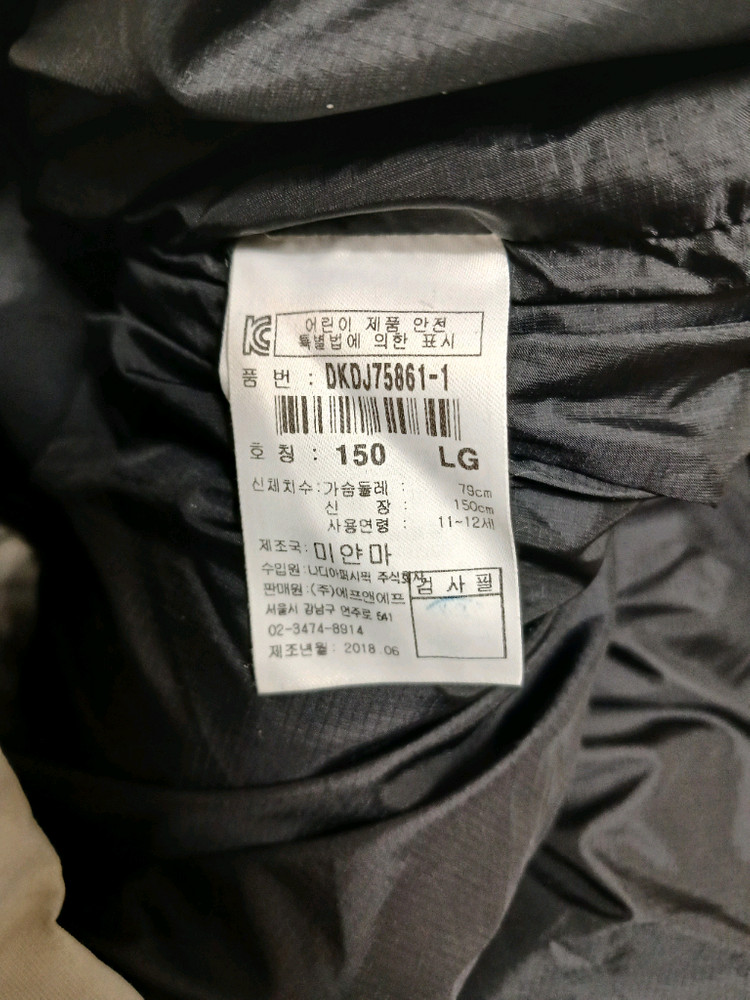 KC 어린이 제품 안전
특별법에 의한 표시
품 번 : DKDJ75861-1
호 칭 : 150 LG
신체치수 : 가슴둘레 : 79cm
신 장 : 150cm
사용연령 : 11~12세
제조국 : 미얀마
수입원 : 나디아퍼시픽 주식회사
검 사 필
판매원 : (주)에프앤에프
서울시 강남구 언주로 541
02-3474-8914
제조년월 : 2018.06